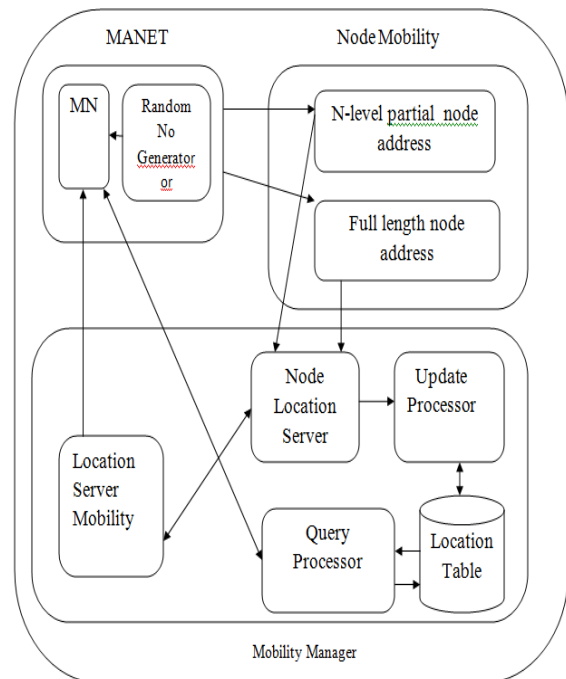 MANET
Node Mobility
MN
Random
No
Generator
or
N-level partial node
address
Full length node
address
Node
Location
Server
Update
Processor
Location
Server
Mobility
Query
Processor
Location
Table
Mobility Manager